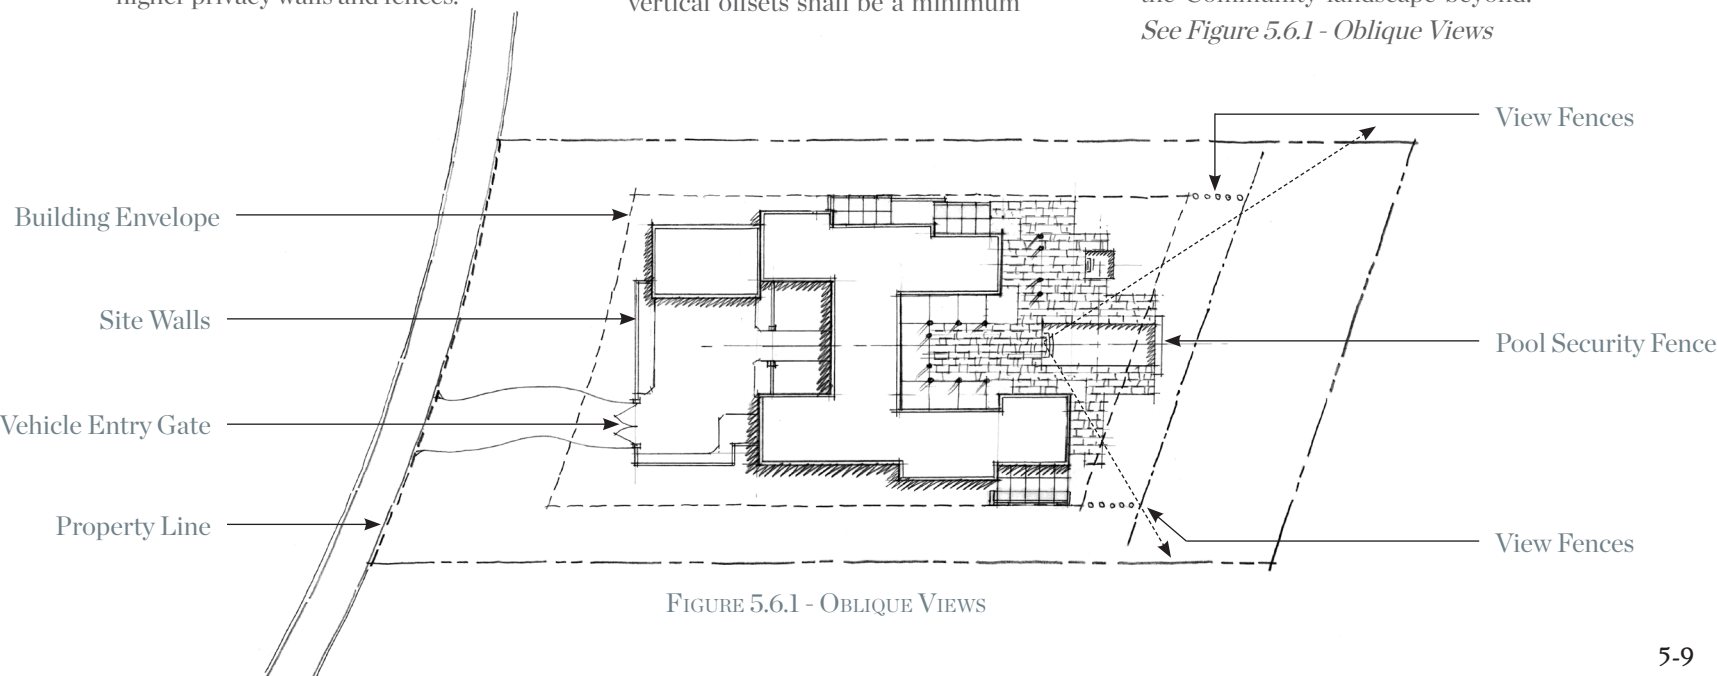 higher privacy walls and fences.
vertical offsets shall be a minimum
the Community landscape beyond.
See Figure 5.6.1 - Oblique Views
View Fences
Building Envelope
Site Walls
Pool Security Fence
Vehicle Entry Gate
Property Line
View Fences
Figure 5.6.1 - Oblique Views
5-9